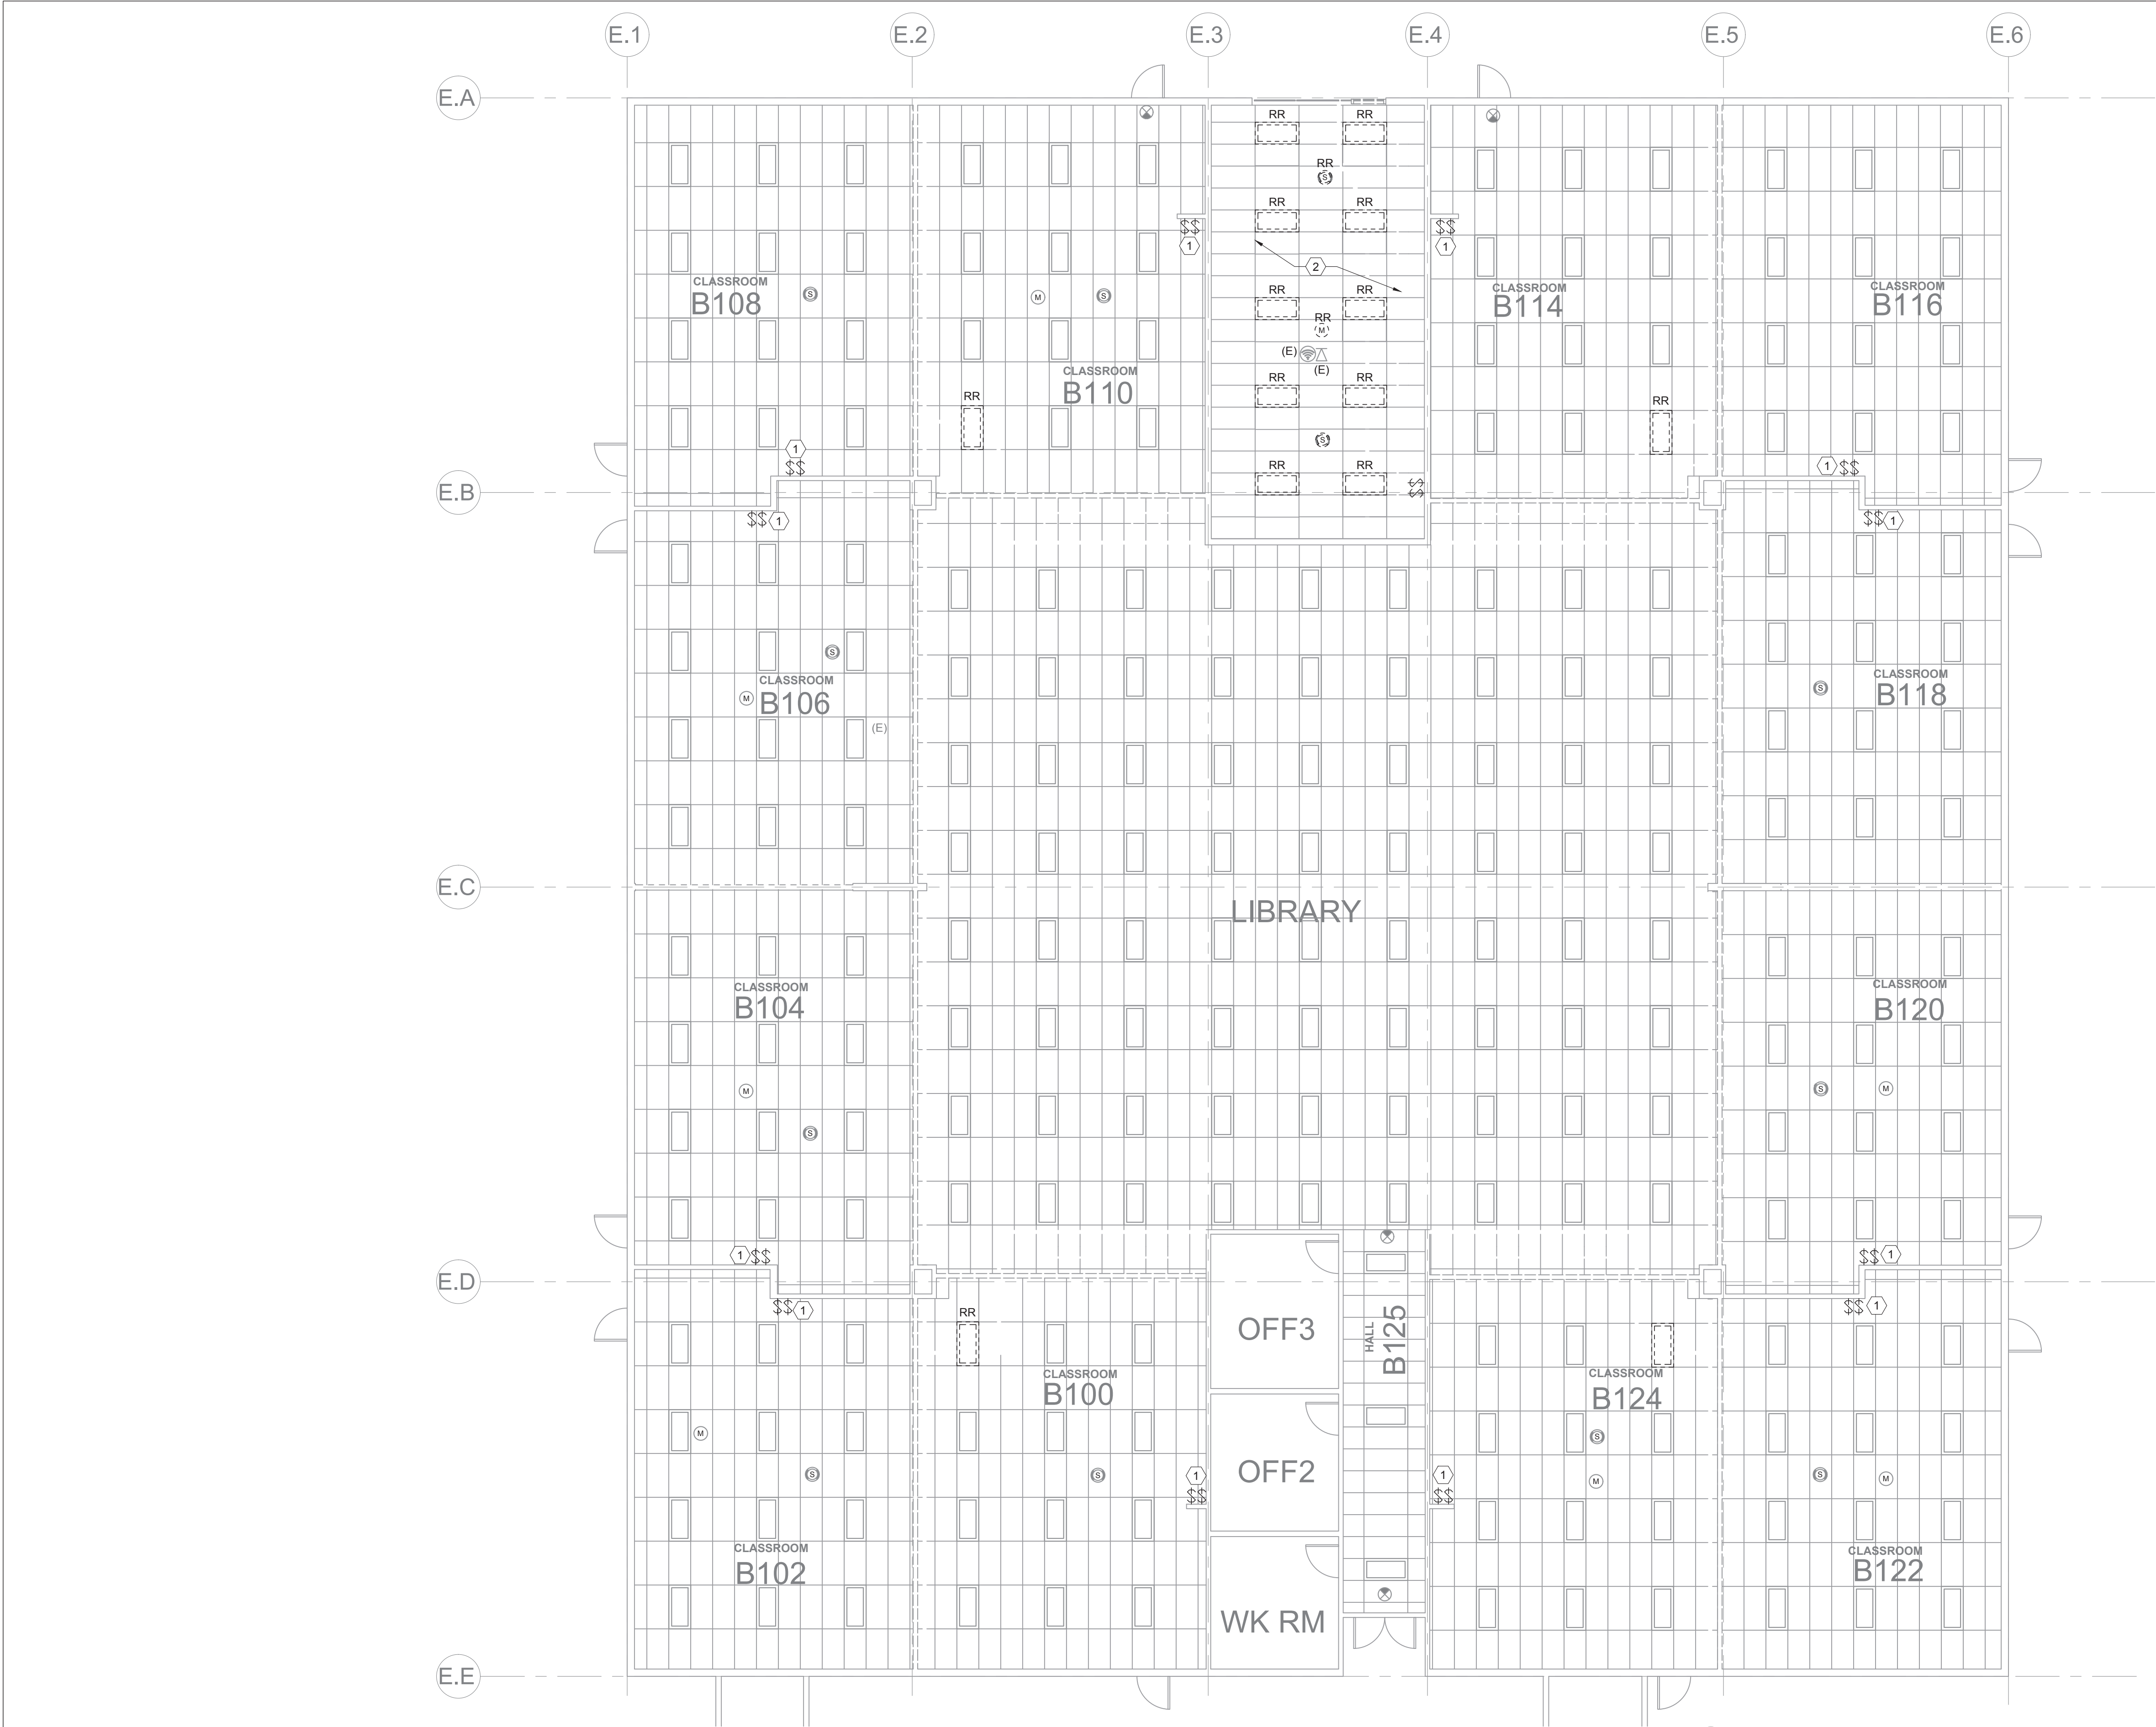 E.1 E.2 E.3 E.4 E.5 E.6
E.A
RR RR
RR
S
RR RR
$$ $$
1 1
2
CLASSROOM
B108
S
M
S
CLASSROOM
B114
CLASSROOM
B116
RR RR
RR
M
(E)
(E)
CLASSROOM
B110
RR RR
RR
RR
S
1
$$
RR RR
$$
1 $$
E.B
$$ 1
$$ 1
S
CLASSROOM
B106
M
(E)
CLASSROOM
B118
S
E.C
LIBRARY
CLASSROOM
B104
M
S
CLASSROOM
B120
S
M
1 $$
$$ 1
E.D
$$ 1
RR
$$ 1
OFF3
HALL
B125
CLASSROOM
B100
CLASSROOM
B124
M
S
S
1
$$
OFF2
1
$$
S
M
S
M
CLASSROOM
B102
WK RM
CLASSROOM
B122
E.E